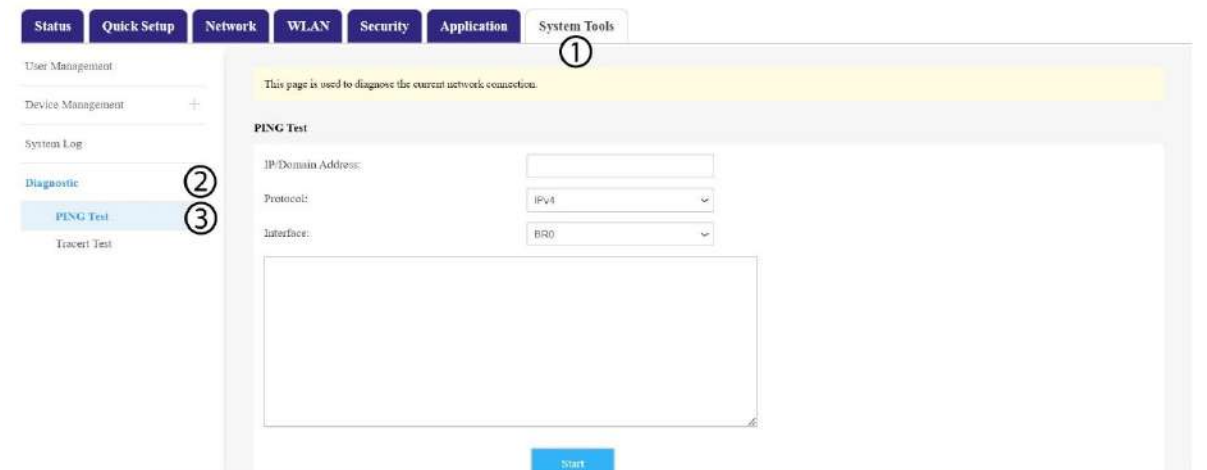 Status Quick Setup Network WLAN Security Application System Tools
①
User Management
This page is used to diagnose the current network connection.
Device Management +
PING Test
System Log
IP/Domain Address:
Diagnostic ②
Protocol: IPv4
PING Test ③
Interface: BR0
Tracert Test
Start